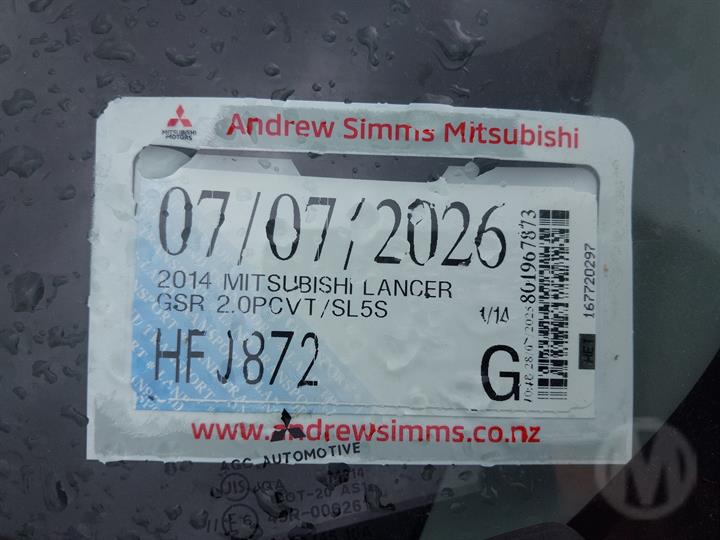 MITSUBISHI
MOTORS
Andrew Simms Mitsubishi
07/07/2026
2014 MITSUBISHI LANCER
GSR 2.0PCVT/SL5S
1/14
HFJ872
G
801967873
167720297
MET
www.andrewsimms.co.nz
AGC AUTOMOTIVE
M